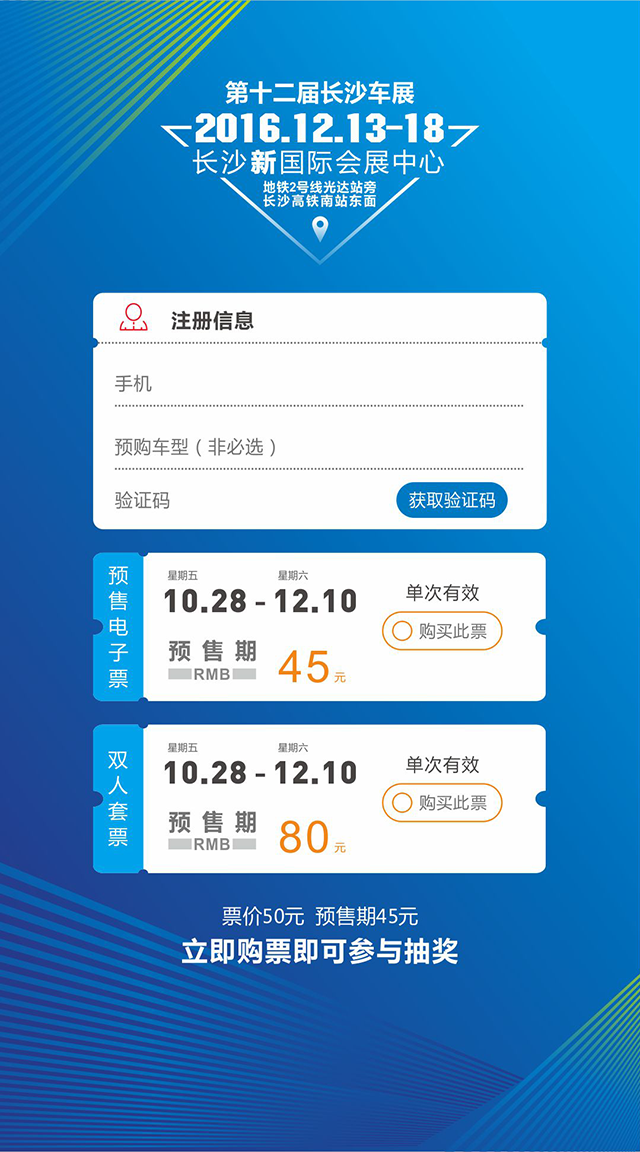 第十二届长沙车展
2016.12.13-18
长沙新国际会展中心
地铁2号线光达站旁
长沙高铁南站东面
注册信息
手机
预购车型（非必选）
验证码 获取验证码
预售电子票
星期五 星期六
10.28 - 12.10
单次有效
购买此票
预售期
RMB
45元
双人套票
星期五 星期六
10.28 - 12.10
单次有效
购买此票
预售期
RMB
80元
票价50元 预售期45元
立即购票即可参与抽奖